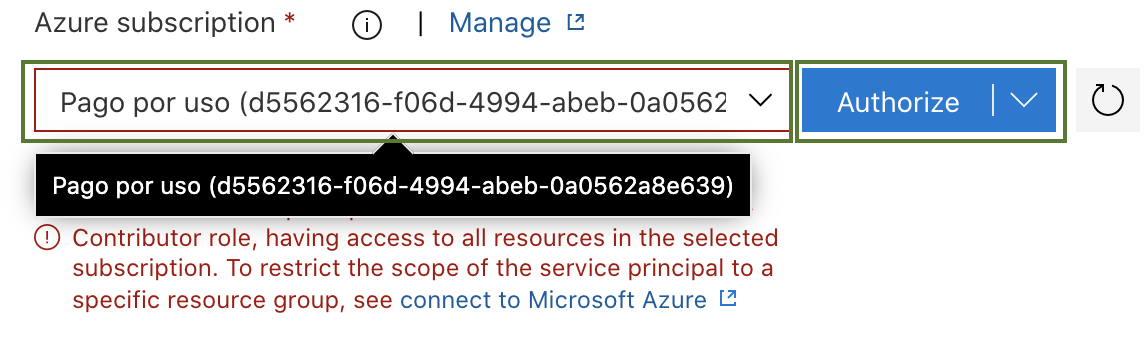 Azure subscription * | Manage
Pago por uso (d5562316-f06d-4994-abeb-0a0562
Authorize
Pago por uso (d5562316-f06d-4994-abeb-0a0562a8e639)
Contributor role, having access to all resources in the selected
subscription. To restrict the scope of the service principal to a
specific resource group, see connect to Microsoft Azure